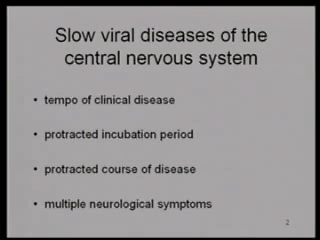 Slow viral diseases of the
central nervous system
• tempo of clinical disease
• protracted incubation period
• protracted course of disease
• multiple neurological symptoms
2